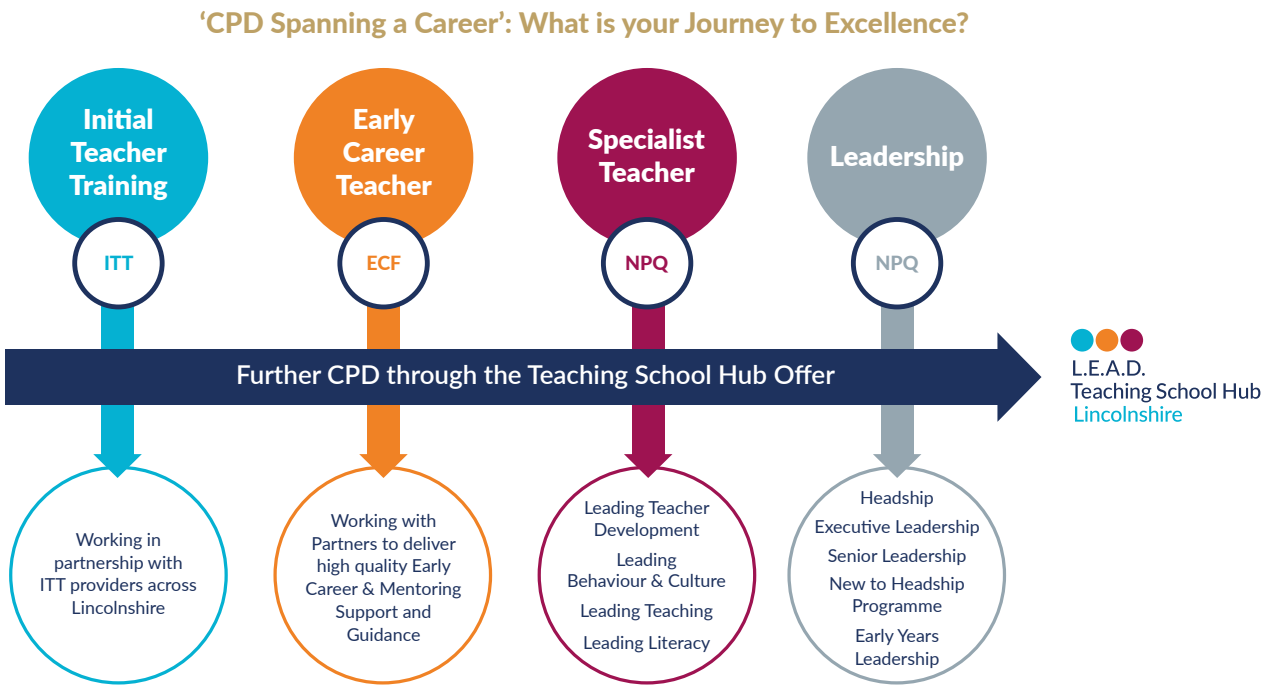 ‘CPD Spanning a Career’: What is your Journey to Excellence?
Initial
Teacher
Training
ITT
Early
Career
Teacher
ECF
Specialist
Teacher
NPQ
Leadership
NPQ
Further CPD through the Teaching School Hub Offer
L.E.A.D.
Teaching School Hub
Lincolnshire
Working in
partnership with
ITT providers across
Lincolnshire
Working with
Partners to deliver
high quality Early
Career & Mentoring
Support and
Guidance
Leading Teacher
Development
Leading
Behaviour & Culture
Leading Teaching
Leading Literacy
Headship
Executive Leadership
Senior Leadership
New to Headship
Programme
Early Years
Leadership